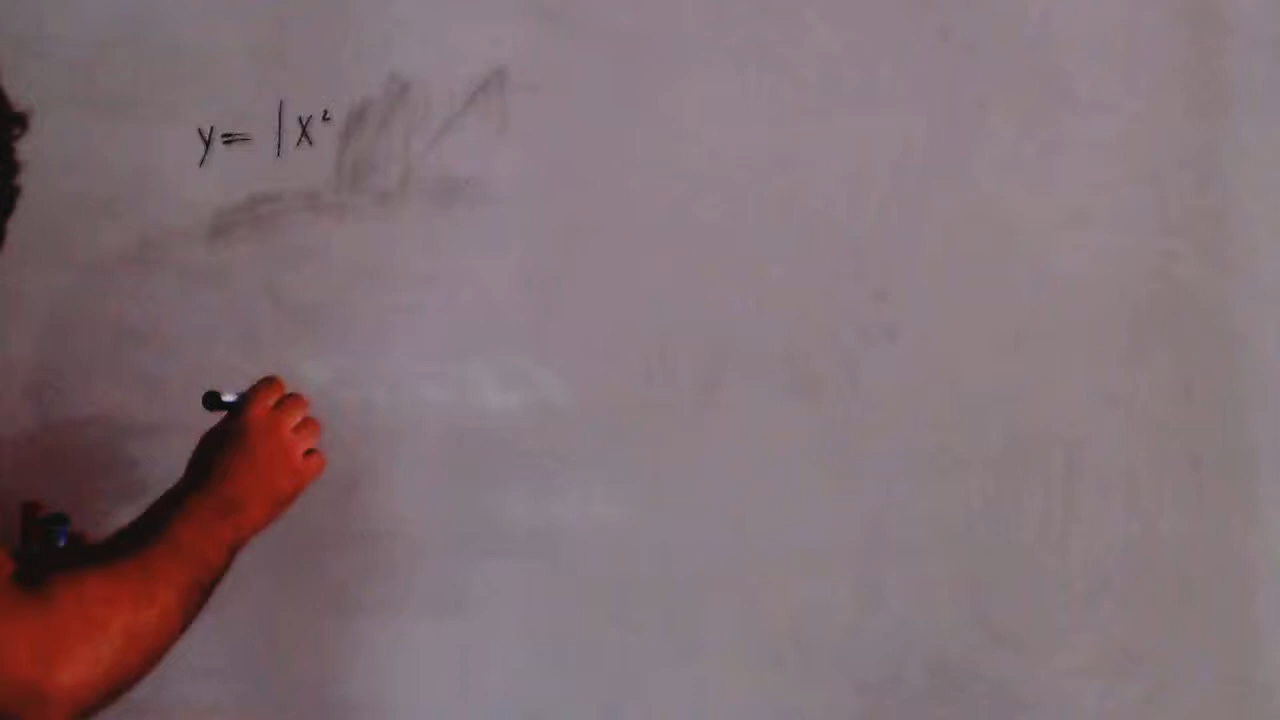 y = |x²